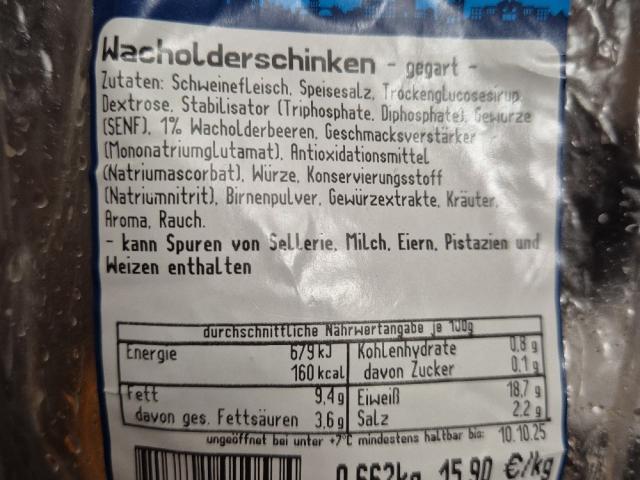 Wacholderschinken - gegart -
Zutaten: Schweinefleisch, Speisesalz, Trockenglucosesirup,
Dextrose, Stabilisator (Triphosphate, Diphosphate), Gewürze
(SENF), 1% Wacholderbeeren, Geschmacksverstärker
(Mononatriumglutamat), Antioxidationsmittel
(Natriumascorbat), Würze, Konservierungsstoff
(Natriumnitrit), Birnenpulver, Gewürzextrakte, Kräuter,
Aroma, Rauch.
- kann Spuren von Sellerie, Milch, Eiern, Pistazien und
Weizen enthalten
durchschnittliche Nährwertangabe je 100g
Energie 679 kJ Kohlenhydrate 0,8 g
160 kcal davon Zucker 0,1 g
Fett 9,4 g Eiweiß 18,7 g
davon ges. Fettsäuren 3,6 g Salz 2,2 g
ungeöffnet bei unter +7°C mindestens haltbar bis: 10.10.25
0,662kg 15,90 €/kg